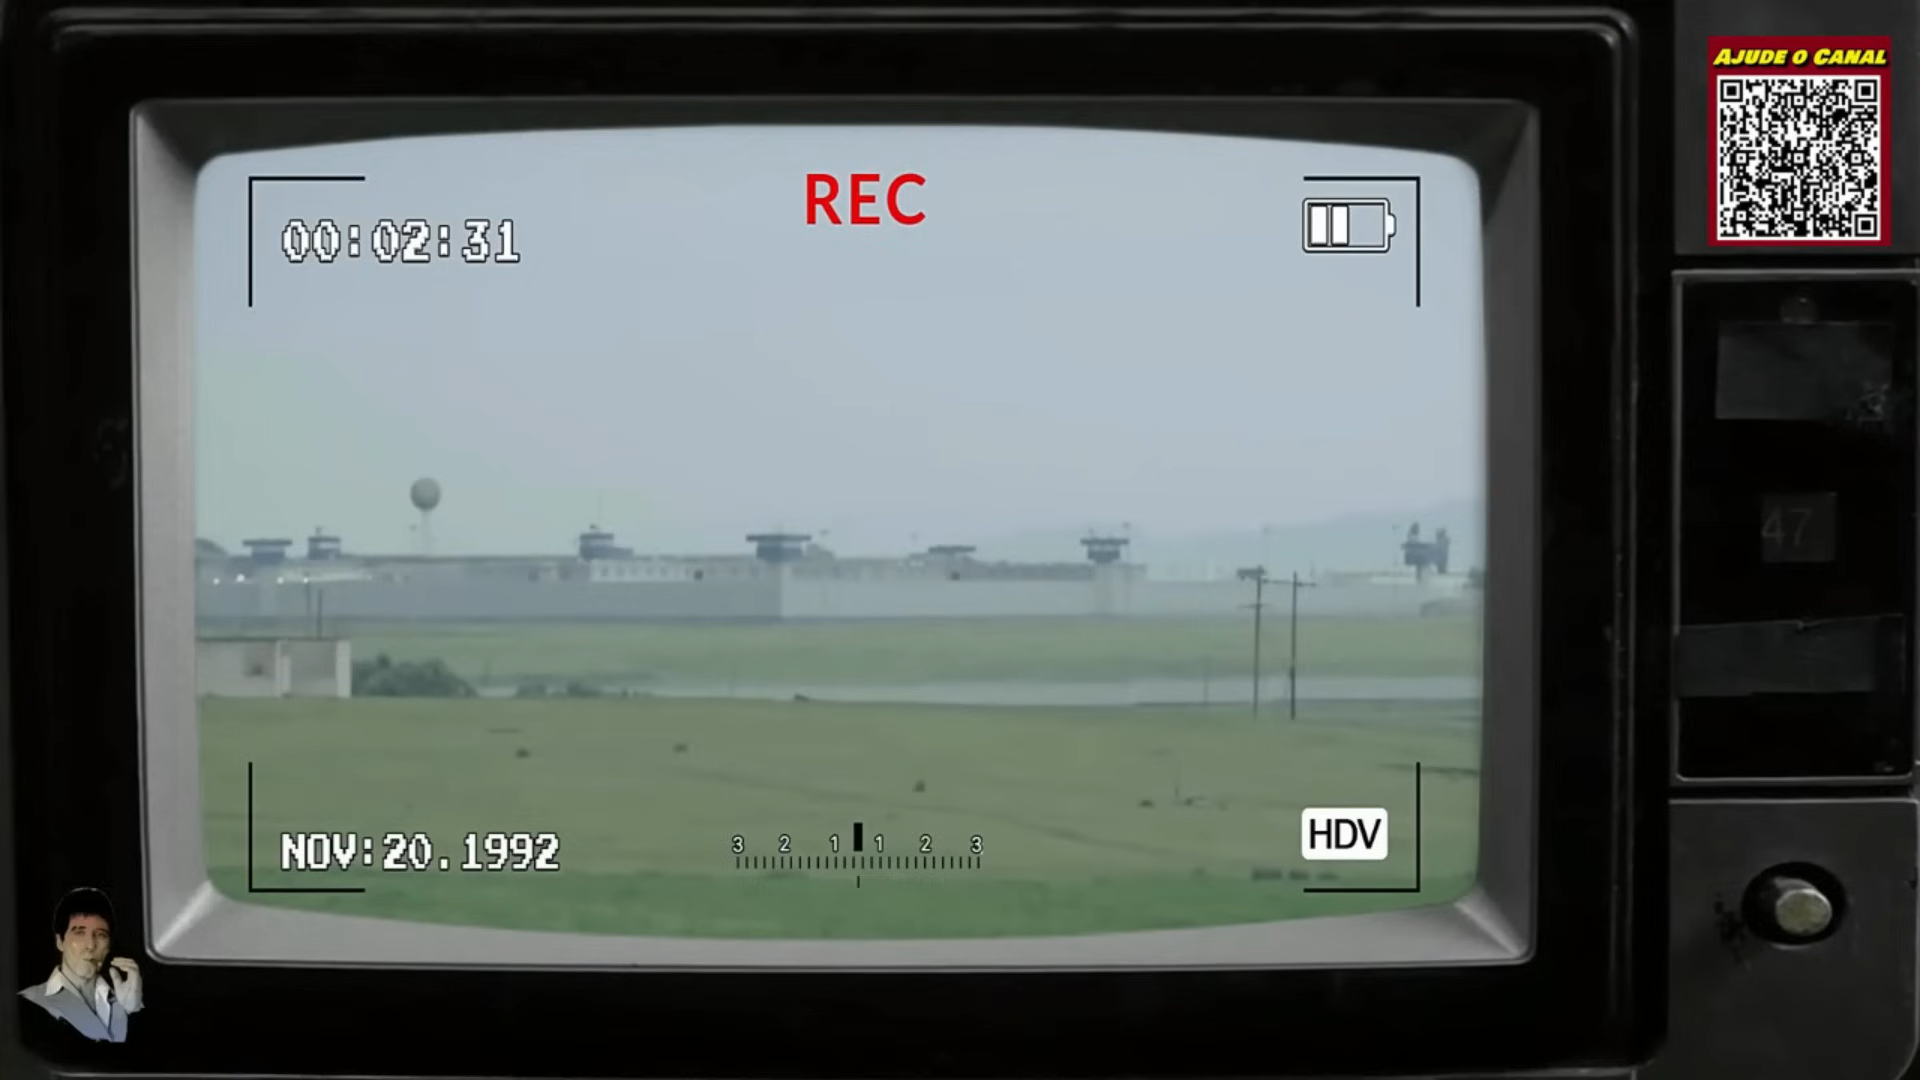 AJUDE O CANAL
REC
00:02:31
47
NOV:20.1992
3 2 1 1 2 3
HDV